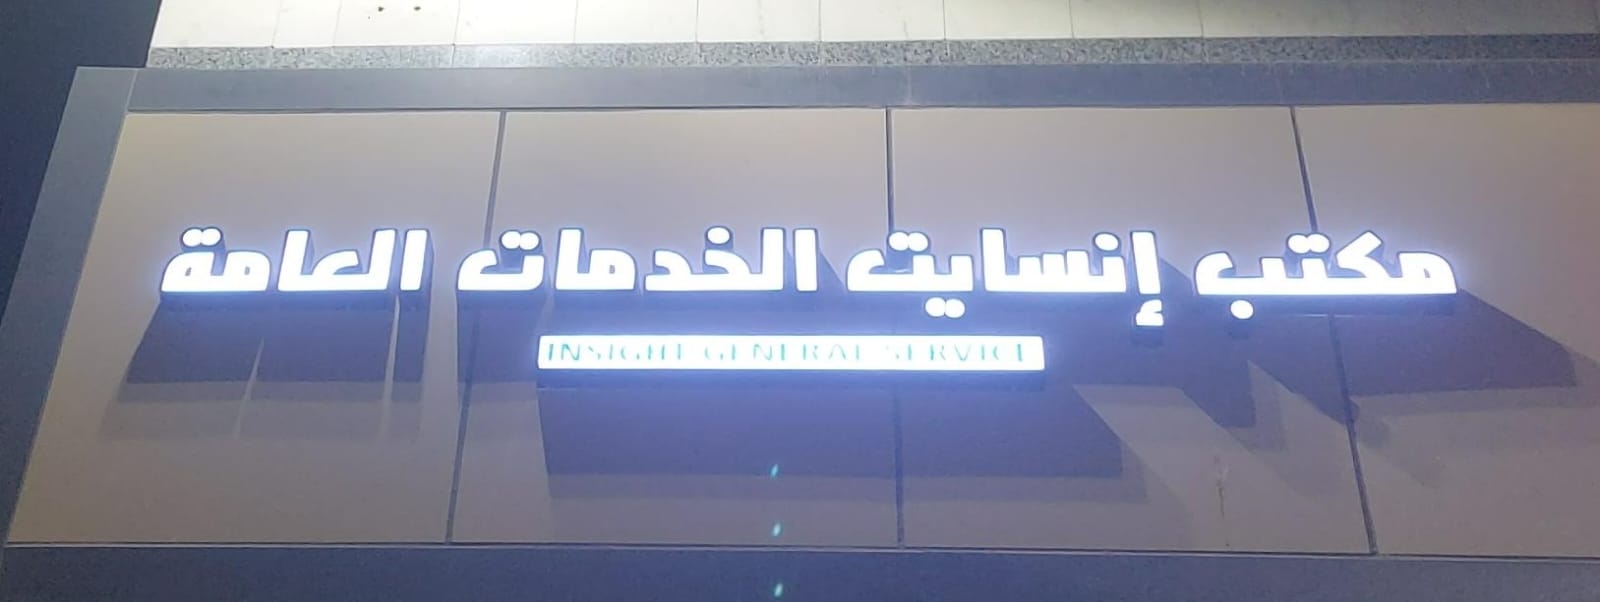 مكتب إنسايت الخدمات العامة
INSIGHT GENERAL SERVICE